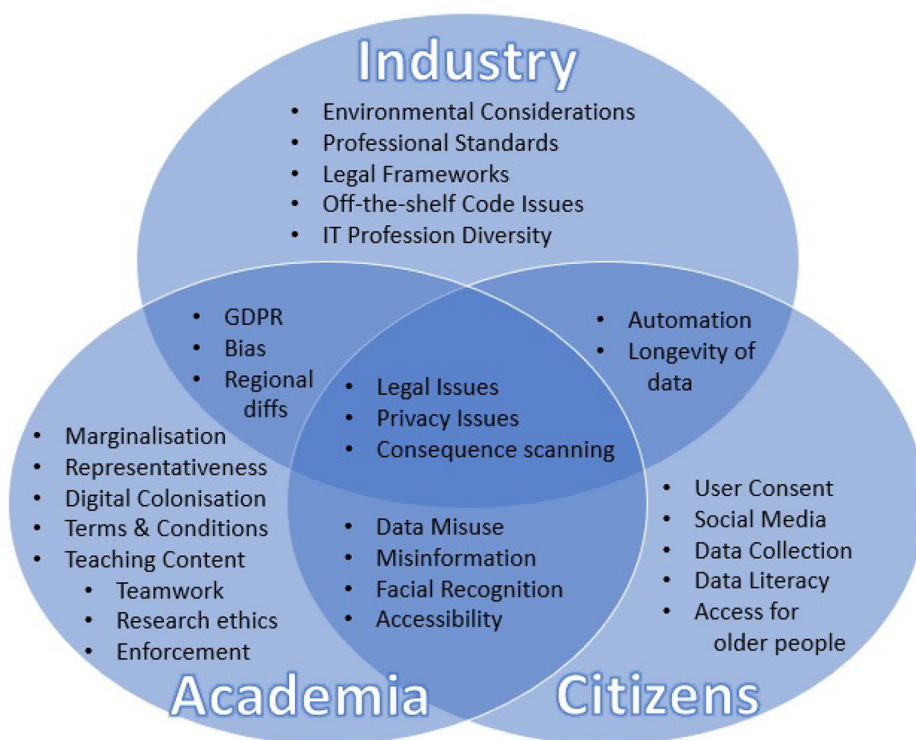 Industry
• Environmental Considerations
• Professional Standards
• Legal Frameworks
• Off-the-shelf Code Issues
• IT Profession Diversity
• GDPR
• Bias
• Regional
diffs
• Automation
• Longevity of
data
• Legal Issues
• Privacy Issues
• Consequence scanning
• Marginalisation
• Representativeness
• Digital Colonisation
• Terms & Conditions
• Teaching Content
• Teamwork
• Research ethics
• Enforcement
• Data Misuse
• Misinformation
• Facial Recognition
• Accessibility
• User Consent
• Social Media
• Data Collection
• Data Literacy
• Access for
older people
Academia
Citizens